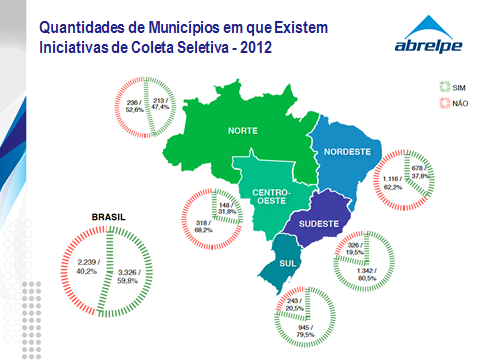 Quantidades de Municípios em que Existem
Iniciativas de Coleta Seletiva - 2012
abrelpe
SIM
NÃO
236 /
52,6%
213 /
47,4%
NORTE
NORDESTE
1.116 /
62,2%
678 /
37,8%
CENTRO-
OESTE
148 /
31,8%
318 /
68,2%
SUDESTE
BRASIL
2.239 /
40,2%
3.326 /
59,8%
326 /
19,5%
1.342 /
80,5%
SUL
243 /
20,5%
945 /
79,5%